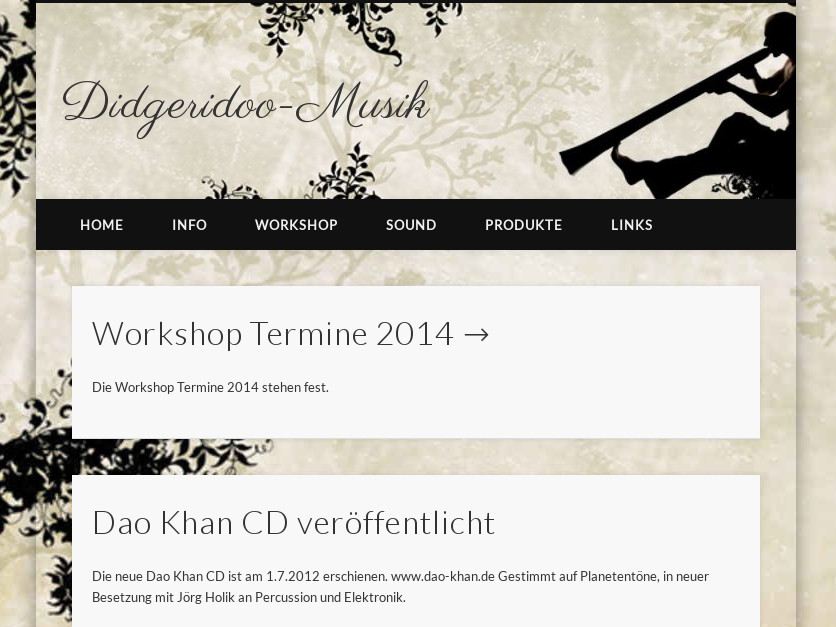 Didgeridoo-Musik
HOME INFO WORKSHOP SOUND PRODUKTE LINKS
Workshop Termine 2014 →
Die Workshop Termine 2014 stehen fest.
Dao Khan CD veröffentlicht
Die neue Dao Khan CD ist am 1.7.2012 erschienen. www.dao-khan.de Gestimmt auf Planetentöne, in neuer
Besetzung mit Jörg Holik an Percussion und Elektronik.